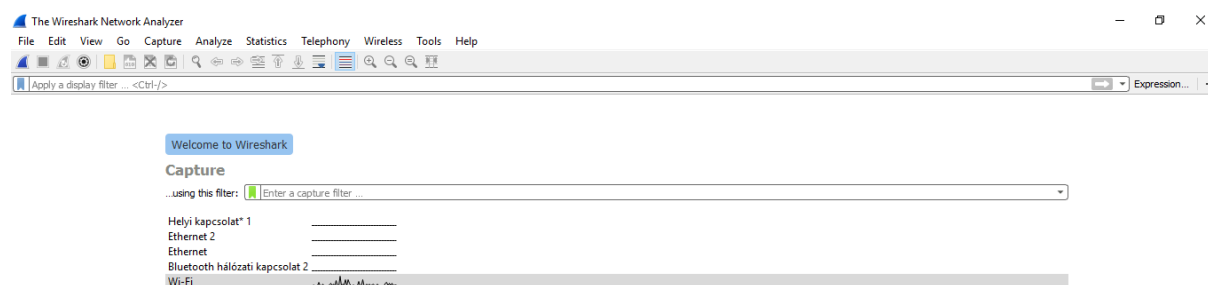 The Wireshark Network Analyzer
File Edit View Go Capture Analyze Statistics Telephony Wireless Tools Help
Apply a display filter ... <Ctrl-/> Expression...
Welcome to Wireshark
Capture
...using this filter: Enter a capture filter ...
Helyi kapcsolat* 1
Ethernet 2
Ethernet
Bluetooth hálózati kapcsolat 2
Wi-Fi